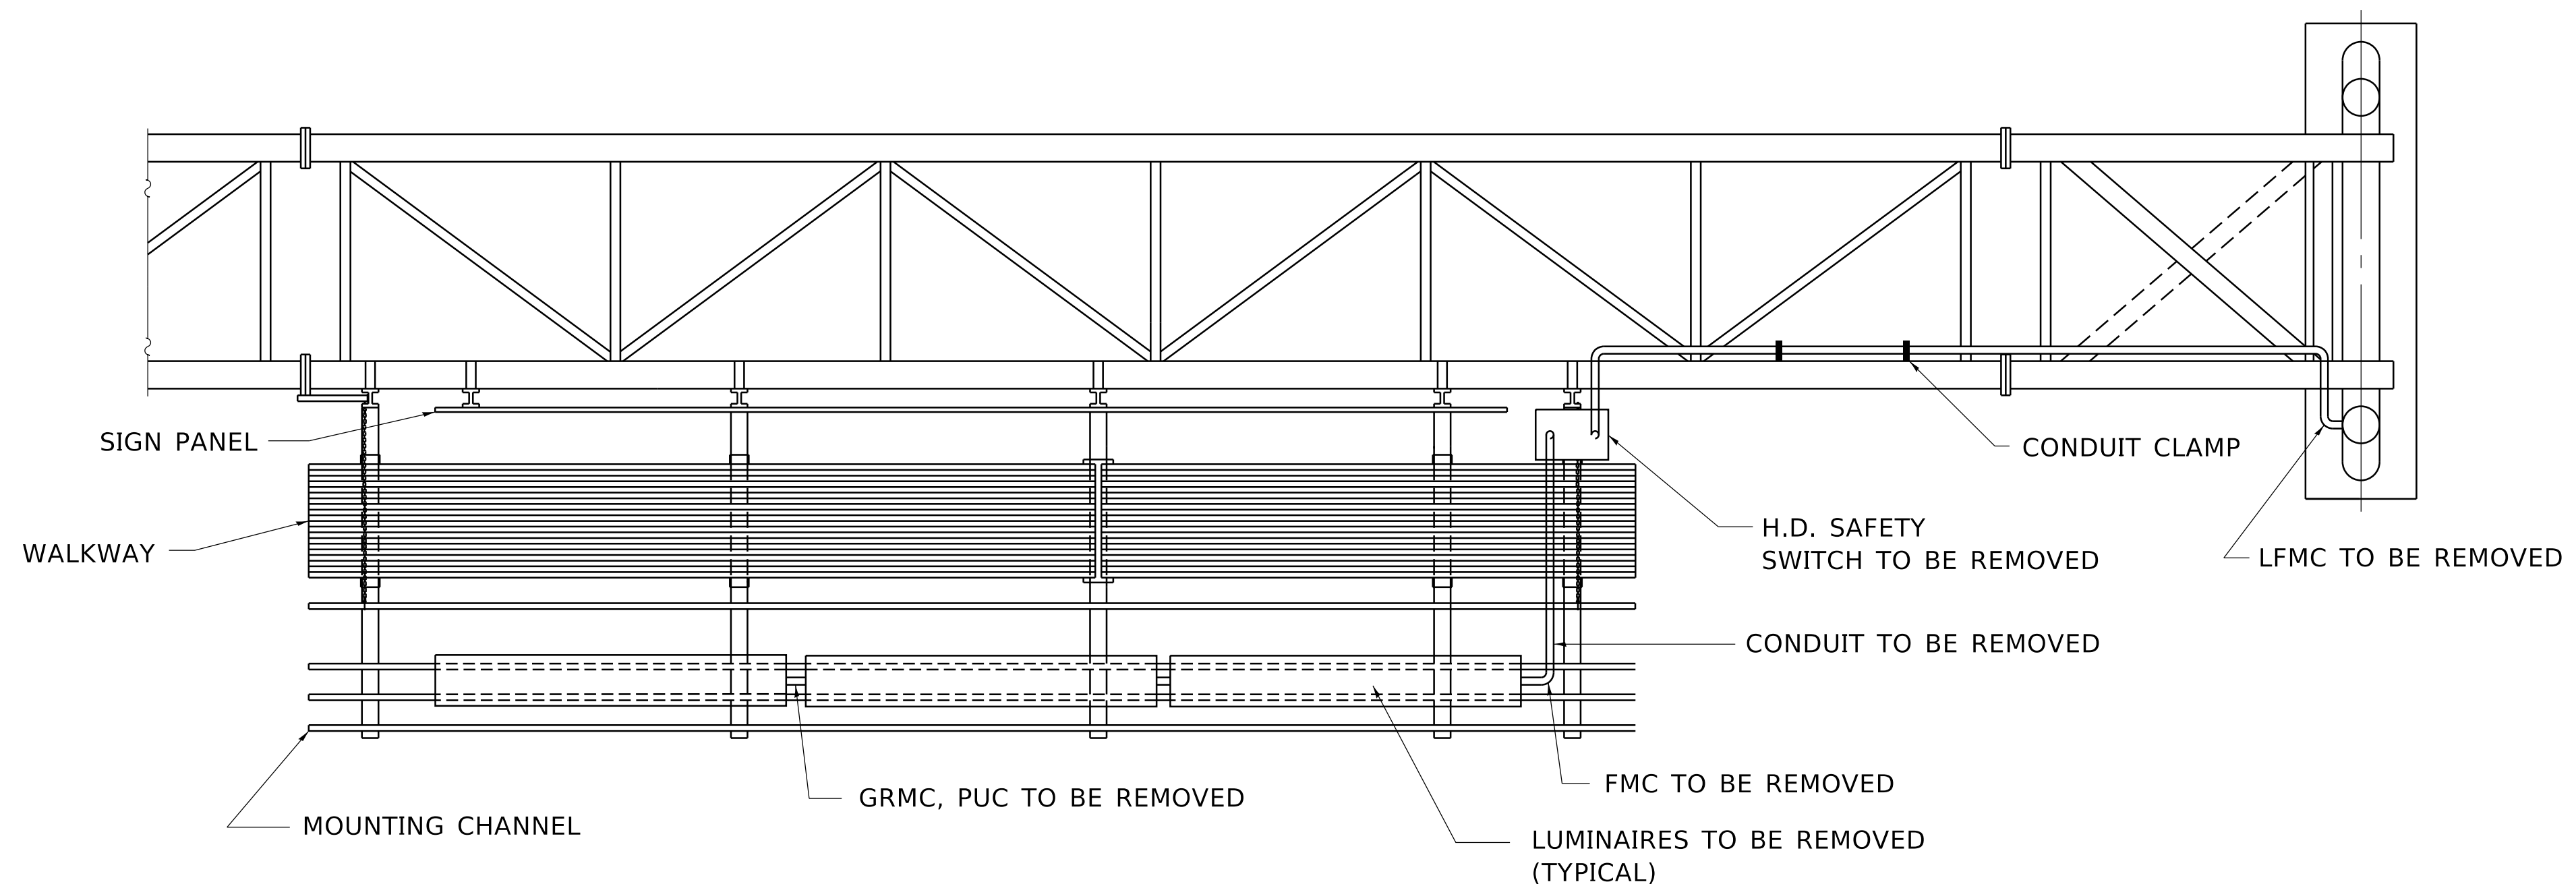 SIGN PANEL
CONDUIT CLAMP
H.D. SAFETY
SWITCH TO BE REMOVED
WALKWAY
LFMC TO BE REMOVED
CONDUIT TO BE REMOVED
FMC TO BE REMOVED
GRMC, PUC TO BE REMOVED
MOUNTING CHANNEL
LUMINAIRES TO BE REMOVED
(TYPICAL)